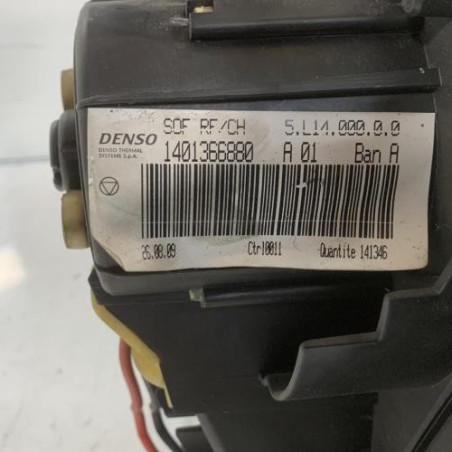 SOF RF/CH 5.L14.000.0.0
DENSO 1401366880 A 01 Ban A
DENSO THERMAL
SYSTEMS S.p.A.
26.08.09 Ctrl0011 Quantite 141346